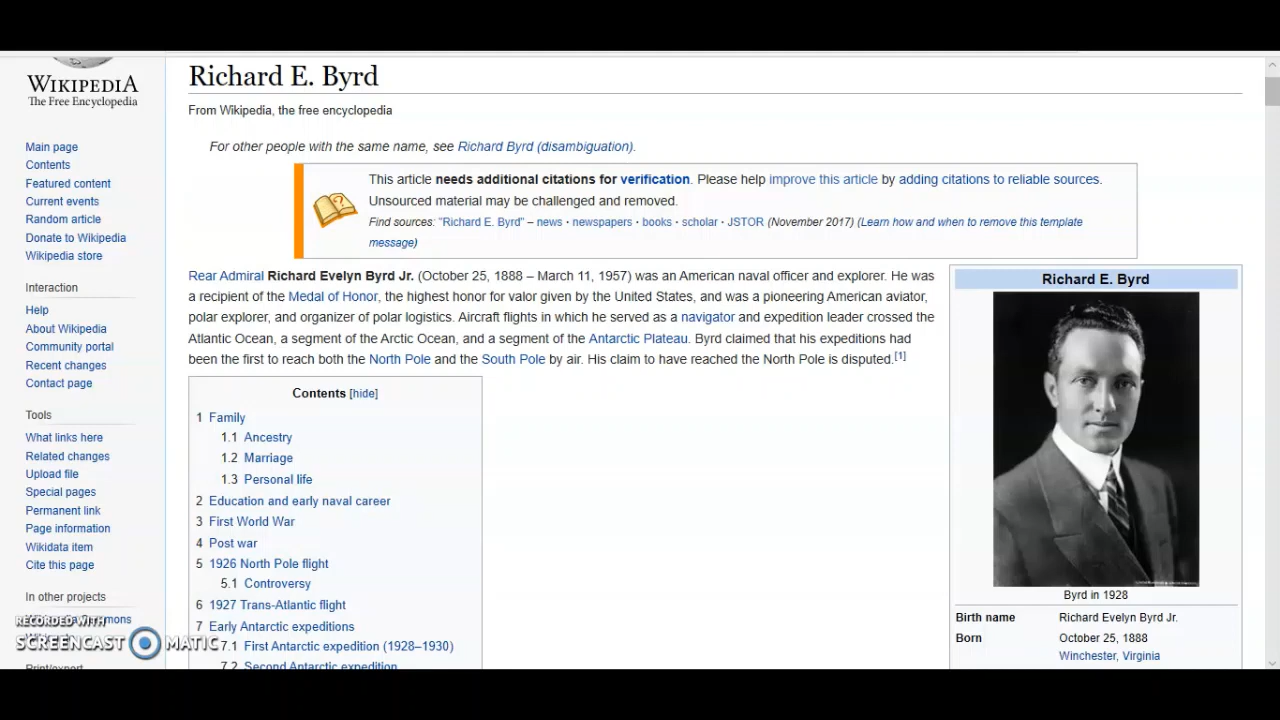 WIKIPEDIA
The Free Encyclopedia
Main page
Contents
Featured content
Current events
Random article
Donate to Wikipedia
Wikipedia store
Interaction
Help
About Wikipedia
Community portal
Recent changes
Contact page
Tools
What links here
Related changes
Upload file
Special pages
Permanent link
Page information
Wikidata item
Cite this page
In other projects
RECORDED WITH
SCREENCAST MATIC
Print/export
Richard E. Byrd
From Wikipedia, the free encyclopedia
For other people with the same name, see Richard Byrd (disambiguation).
This article needs additional citations for verification. Please help improve this article by adding citations to reliable sources.
Unsourced material may be challenged and removed.
Find sources: "Richard E. Byrd" – news · newspapers · books · scholar · JSTOR (November 2017) (Learn how and when to remove this template
message)
Rear Admiral Richard Evelyn Byrd Jr. (October 25, 1888 – March 11, 1957) was an American naval officer and explorer. He was
a recipient of the Medal of Honor, the highest honor for valor given by the United States, and was a pioneering American aviator,
polar explorer, and organizer of polar logistics. Aircraft flights in which he served as a navigator and expedition leader crossed the
Atlantic Ocean, a segment of the Arctic Ocean, and a segment of the Antarctic Plateau. Byrd claimed that his expeditions had
been the first to reach both the North Pole and the South Pole by air. His claim to have reached the North Pole is disputed.[1]
Contents [hide]
1 Family
1.1 Ancestry
1.2 Marriage
1.3 Personal life
2 Education and early naval career
3 First World War
4 Post war
5 1926 North Pole flight
5.1 Controversy
6 1927 Trans-Atlantic flight
7 Early Antarctic expeditions
7.1 First Antarctic expedition (1928–1930)
7.2 Second Antarctic expedition
Richard E. Byrd
Byrd in 1928
Birth name Richard Evelyn Byrd Jr.
Born October 25, 1888
Winchester, Virginia